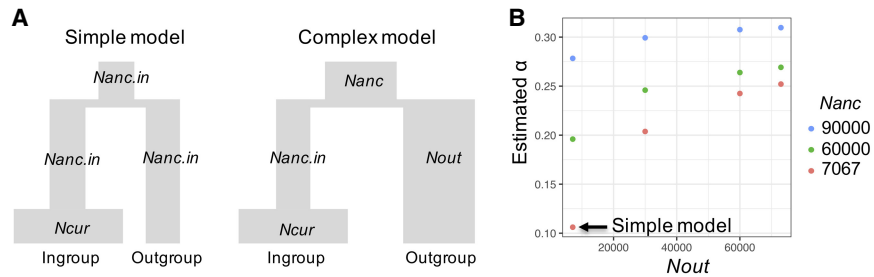 A
Simple model
Complex model
Nanc.in
Nanc
Nanc.in
Nanc.in
Nanc.in
Nout
Ncur
Ncur
Ingroup
Outgroup
Ingroup
Outgroup
B
Estimated α
0.30
0.25
0.20
0.15
0.10
Simple model
20000
40000
60000
Nout
Nanc
90000
60000
7067